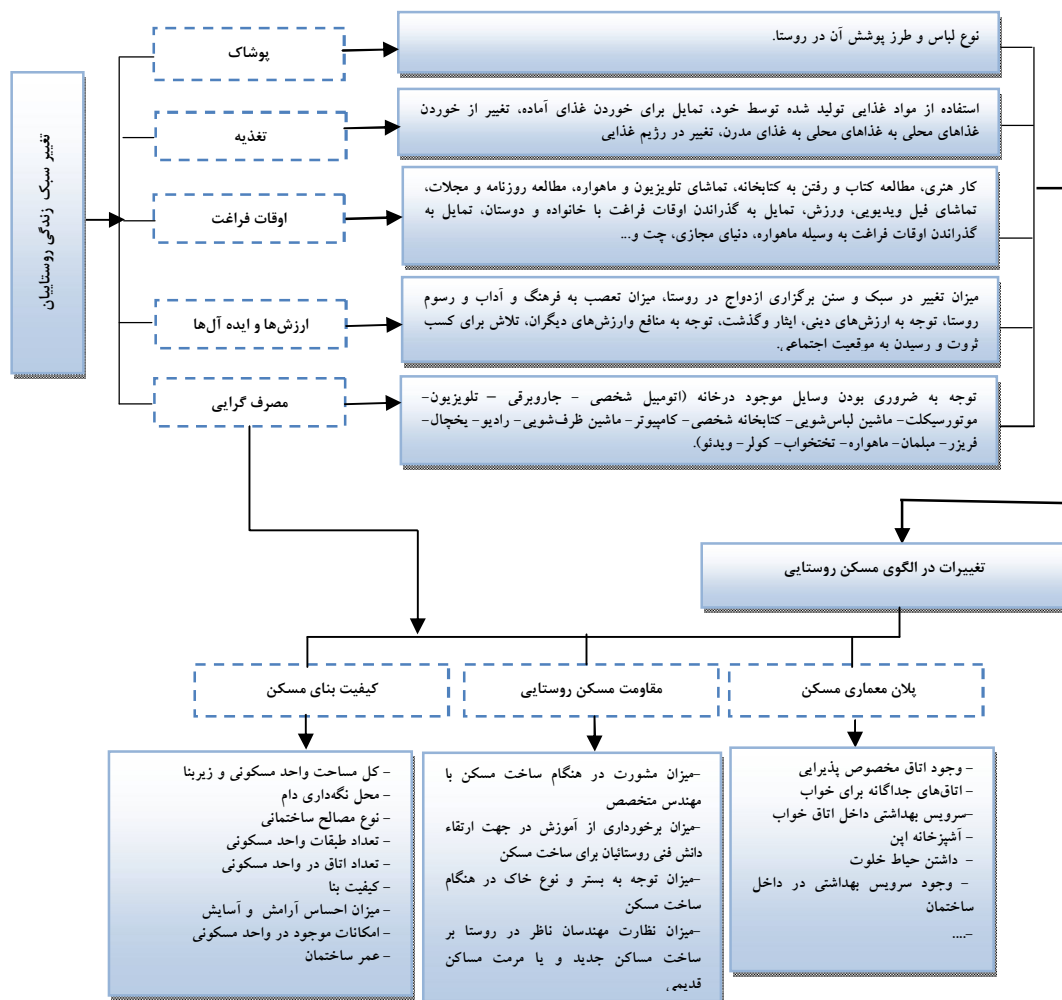 تغییر سبک زندگی روستاییان
پوشاک
نوع لباس و طرز پوشش آن در روستا.
تغذیه
استفاده از مواد غذایی تولید شده توسط خود، تمایل برای خوردن غذای آماده، تغییر از خوردن
غذاهای محلی به غذاهای محلی به غذای مدرن، تغییر در رژیم غذایی
اوقات فراغت
کار هنری، مطالعه کتاب و رفتن به کتابخانه، تماشای تلویزیون و ماهواره، مطالعه روزنامه و مجلات،
تماشای فیل ویدیویی، ورزش، تمایل به گذراندن اوقات فراغت با خانواده و دوستان، تمایل به
گذراندن اوقات فراغت به وسیله ماهواره، دنیای مجازی، چت و...
ارزش‌ها و ایده آل‌ها
میزان تغییر در سبک و سنن برگزاری ازدواج در روستا، میزان تعصب به فرهنگ و آداب و رسوم
روستا، توجه به ارزش‌های دینی، ایثار وگذشت، توجه به منافع وارزش‌های دیگران، تلاش برای کسب
ثروت و رسیدن به موقعیت اجتماعی.
مصرف گرایی
توجه به ضروری بودن وسایل موجود درخانه (اتومبیل شخصی - جاروبرقی – تلویزیون-
موتورسیکلت- ماشین لباس‌شویی- کتابخانه شخصی- کامپیوتر- ماشین ظرف‌شویی- رادیو- یخچال-
فریزر- مبلمان- ماهواره- تختخواب- کولر- ویدئو).
تغییرات در الگوی مسکن روستایی
پلان معماری مسکن
- وجود اتاق مخصوص پذیرایی
- اتاق‌های جداگانه برای خواب
-سرویس بهداشتی داخل اتاق خواب
- آشپزخانه اپن
- داشتن حیاط خلوت
- وجود سرویس بهداشتی در داخل
ساختمان
-....
مقاومت مسکن روستایی
-میزان مشورت در هنگام ساخت مسکن با
مهندس متخصص
-میزان برخورداری از آموزش در جهت ارتقاء
دانش فنی روستائیان برای ساخت مسکن
-میزان توجه به بستر و نوع خاک در هنگام
ساخت مسکن
-میزان نظارت مهندسان ناظر در روستا بر
ساخت مساکن جدید و یا مرمت مساکن
قدیمی
کیفیت بنای مسکن
- کل مساحت واحد مسکونی و زیربنا
- محل نگه‌داری دام
- نوع مصالح ساختمانی
- تعداد طبقات واحد مسکونی
- تعداد اتاق در واحد مسکونی
- کیفیت بنا
- میزان احساس آرامش و آسایش
- امکانات موجود در واحد مسکونی
- عمر ساختمان